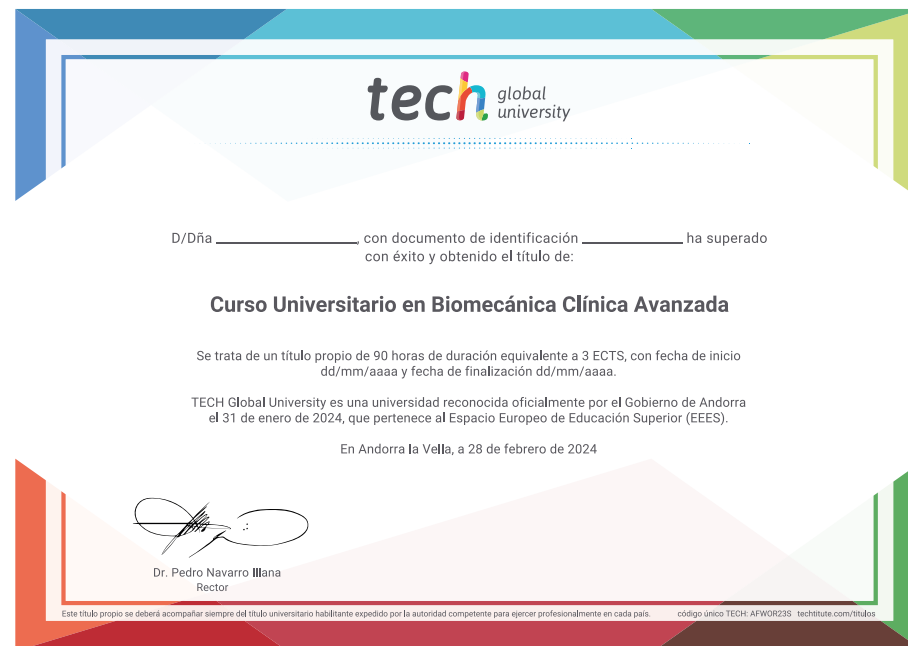 tech global university
D/Dña , con documento de identificación ha superado
con éxito y obtenido el título de:
Curso Universitario en Biomecánica Clínica Avanzada
Se trata de un título propio de 90 horas de duración equivalente a 3 ECTS, con fecha de inicio
dd/mm/aaaa y fecha de finalización dd/mm/aaaa.
TECH Global University es una universidad reconocida oficialmente por el Gobierno de Andorra
el 31 de enero de 2024, que pertenece al Espacio Europeo de Educación Superior (EEES).
En Andorra la Vella, a 28 de febrero de 2024
Dr. Pedro Navarro Illana
Rector
Este título propio se deberá acompañar siempre del título universitario habilitante expedido por la autoridad competente para ejercer profesionalmente en cada país. código único TECH: AFWOR23S techtitute.com/titulos